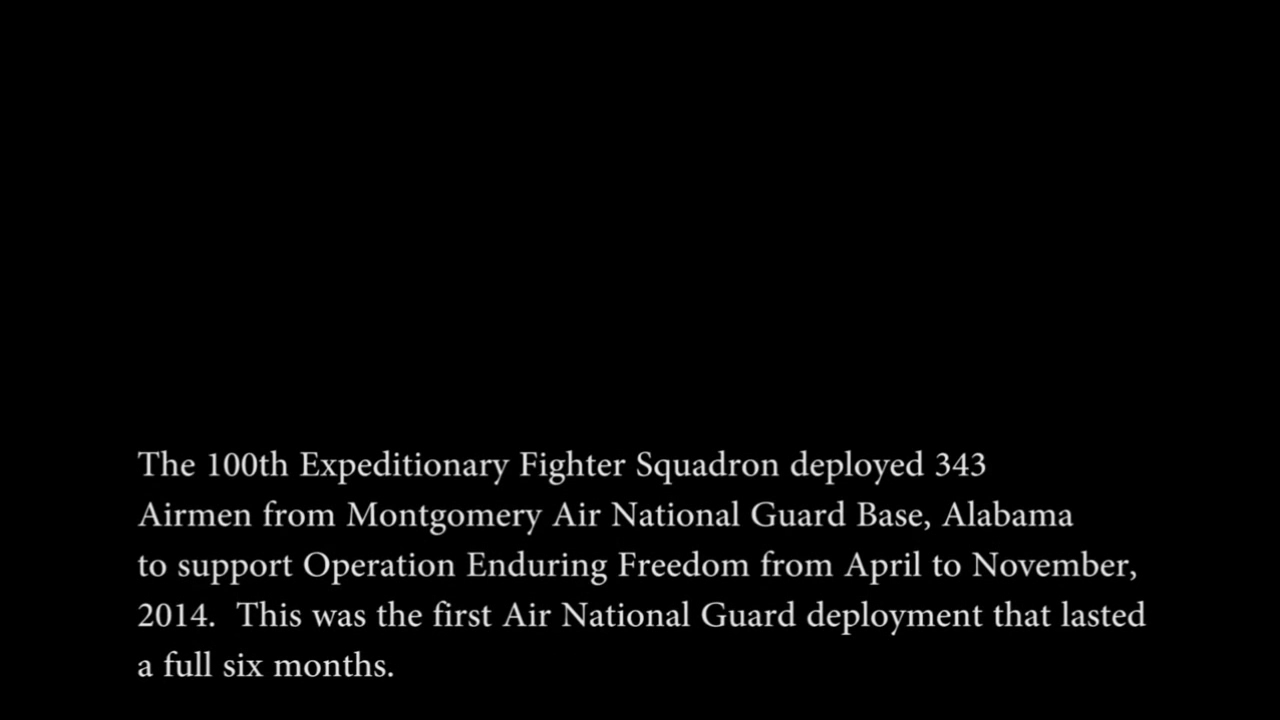 The 100th Expeditionary Fighter Squadron deployed 343
Airmen from Montgomery Air National Guard Base, Alabama
to support Operation Enduring Freedom from April to November,
2014.  This was the first Air National Guard deployment that lasted
a full six months.